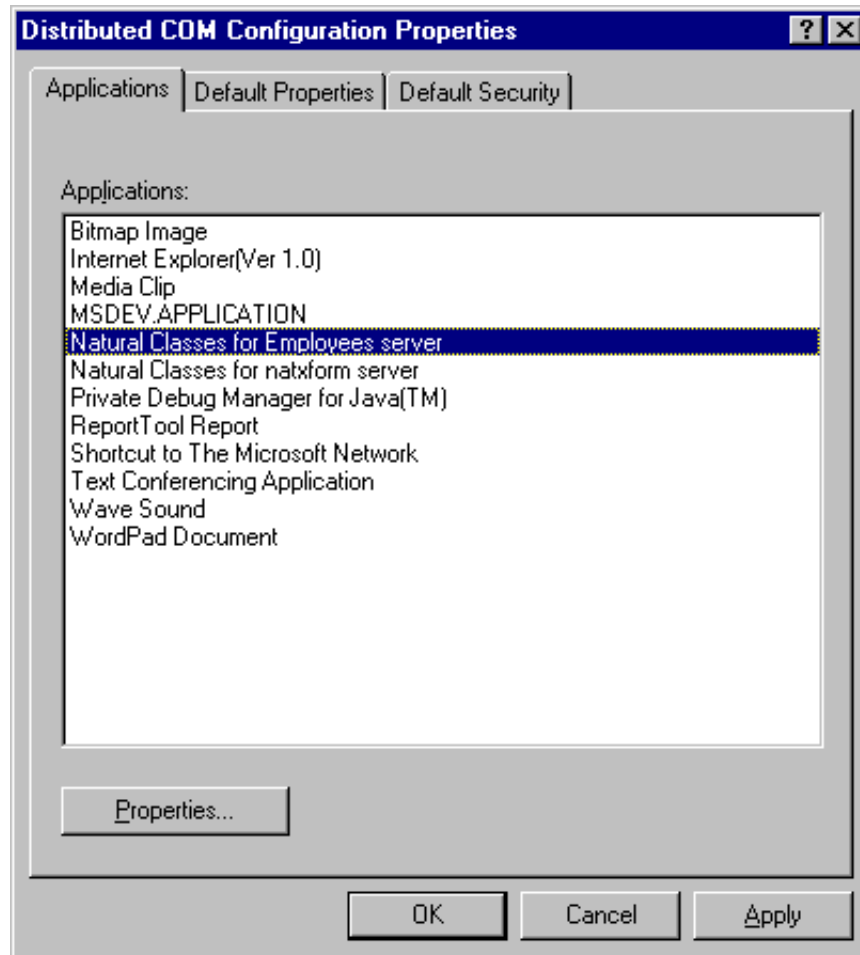 Distributed COM Configuration Properties
Applications Default Properties Default Security
Applications:
Bitmap Image
Internet Explorer(Ver 1.0)
Media Clip
MSDEV.APPLICATION
Natural Classes for Employees server
Natural Classes for natxform server
Private Debug Manager for Java(TM)
ReportTool Report
Shortcut to The Microsoft Network
Text Conferencing Application
Wave Sound
WordPad Document
Properties...
OK Cancel Apply